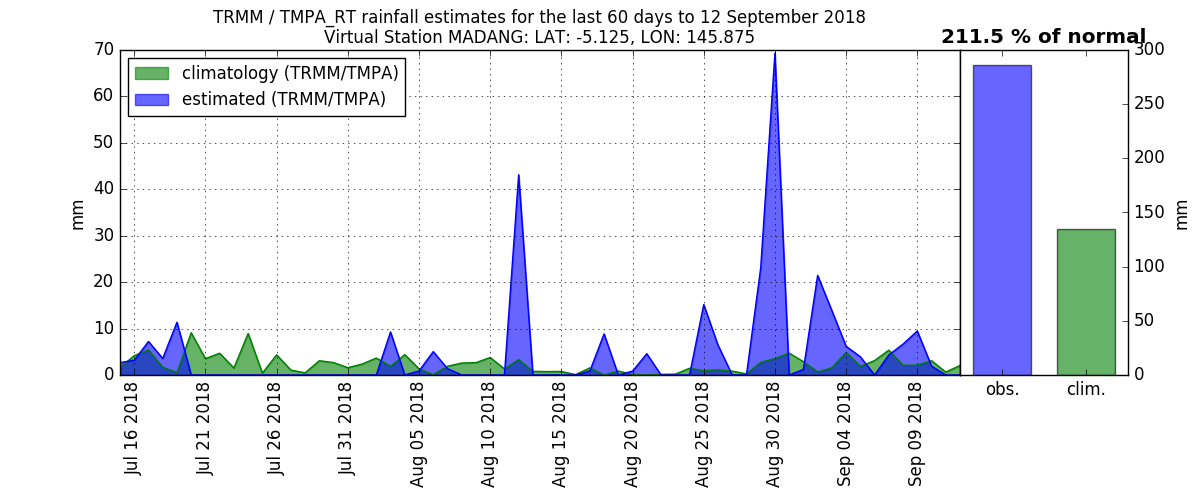 TRMM / TMPA_RT rainfall estimates for the last 60 days to 12 September 2018
Virtual Station MADANG: LAT: -5.125, LON: 145.875
211.5 % of normal
climatology (TRMM/TMPA)
estimated (TRMM/TMPA)
70
60
50
40
30
20
10
0
mm
Jul 16 2018
Jul 21 2018
Jul 26 2018
Jul 31 2018
Aug 05 2018
Aug 10 2018
Aug 15 2018
Aug 20 2018
Aug 25 2018
Aug 30 2018
Sep 04 2018
Sep 09 2018
obs.
clim.
300
250
200
150
100
50
0
mm